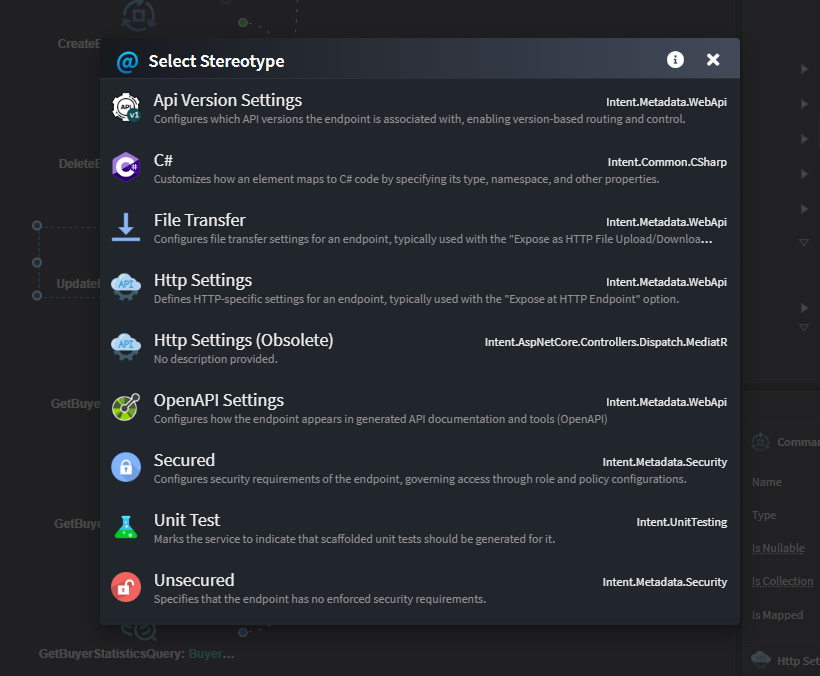 CreateB
Select Stereotype
Api Version Settings
Intent.Metadata.WebApi
Configures which API versions the endpoint is associated with, enabling version-based routing and control.
DeleteB
C#
Intent.Common.CSharp
Customizes how an element maps to C# code by specifying its type, namespace, and other properties.
File Transfer
Intent.Metadata.WebApi
Configures file transfer settings for an endpoint, typically used with the "Expose as HTTP File Upload/Downloa...
UpdateB
Http Settings
Intent.Metadata.WebApi
Defines HTTP-specific settings for an endpoint, typically used with the "Expose at HTTP Endpoint" option.
Http Settings (Obsolete)
Intent.AspNetCore.Controllers.Dispatch.MediatR
No description provided.
GetBuye
OpenAPI Settings
Intent.Metadata.WebApi
Configures how the endpoint appears in generated API documentation and tools (OpenAPI)
Comman
Secured
Intent.Metadata.Security
Configures security requirements of the endpoint, governing access through role and policy configurations.
Name
GetBuye
Unit Test
Intent.UnitTesting
Marks the service to indicate that scaffolded unit tests should be generated for it.
Type
Is Nullable
Unsecured
Intent.Metadata.Security
Specifies that the endpoint has no enforced security requirements.
Is Collection
Is Mapped
GetBuyerStatisticsQuery: Buyer...
Http Set